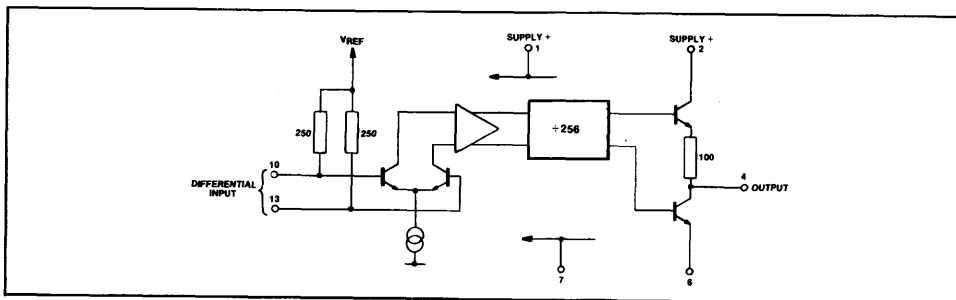 VREF
SUPPLY +
1
SUPPLY +
2
250
250
÷256
100
10
DIFFERENTIAL
INPUT
13
4
OUTPUT
7
6